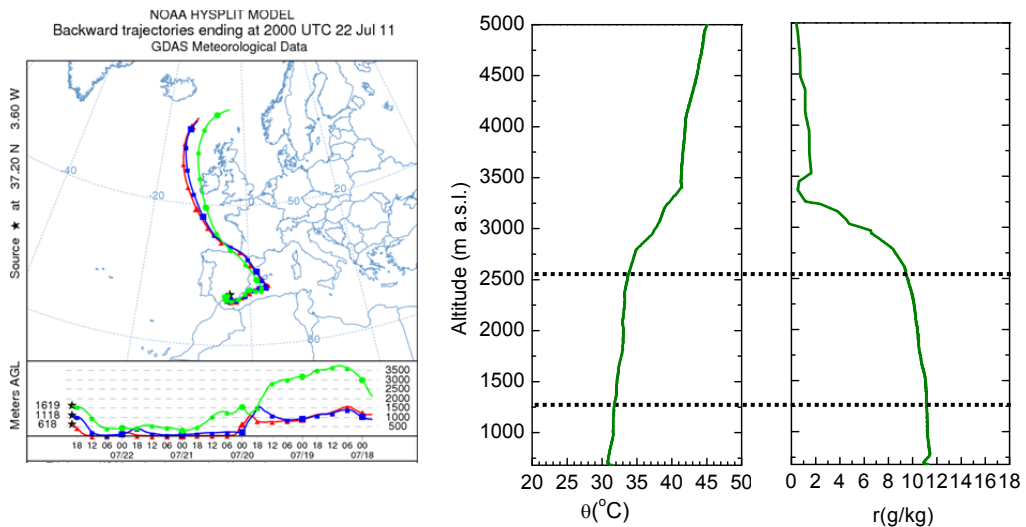 NOAA HYSPLIT MODEL
Backward trajectories ending at 2000 UTC 22 Jul 11
GDAS Meteorological Data
Source ★ at 37.20 N 3.60 W
-40
-20
0
20
50
Meters AGL
1619
1118
618
3500
3000
2500
2000
1500
1000
500
18 12 06 00 18 12 06 00 18 12 06 00 18 12 06 00 18 12 06 00
07/22 07/21 07/20 07/19 07/18
Altitude (m a.s.l.)
5000
4500
4000
3500
3000
2500
2000
1500
1000
20 25 30 35 40 45 50
θ(°C)
0 2 4 6 8 10 12 14 16 18
r(g/kg)